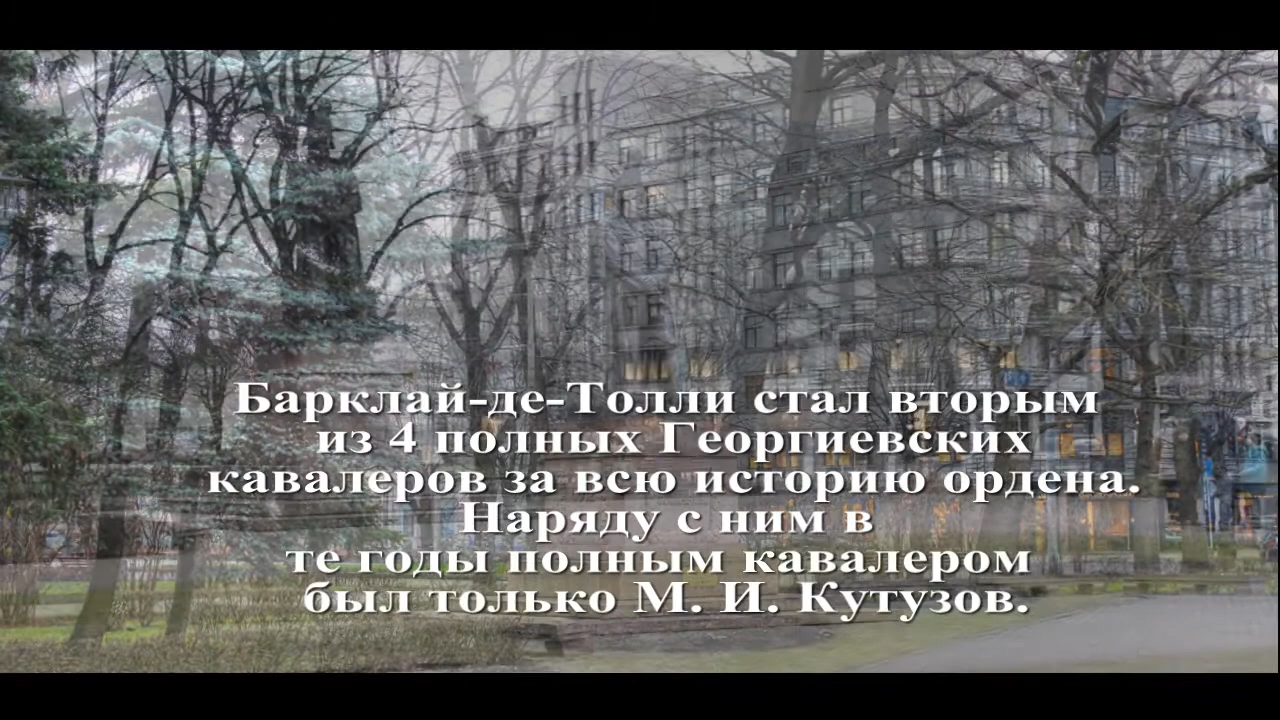 Барклай-де-Толли стал вторым
из 4 полных Георгиевских
кавалеров за всю историю ордена.
Наряду с ним в
те годы полным кавалером
был только М. И. Кутузов.